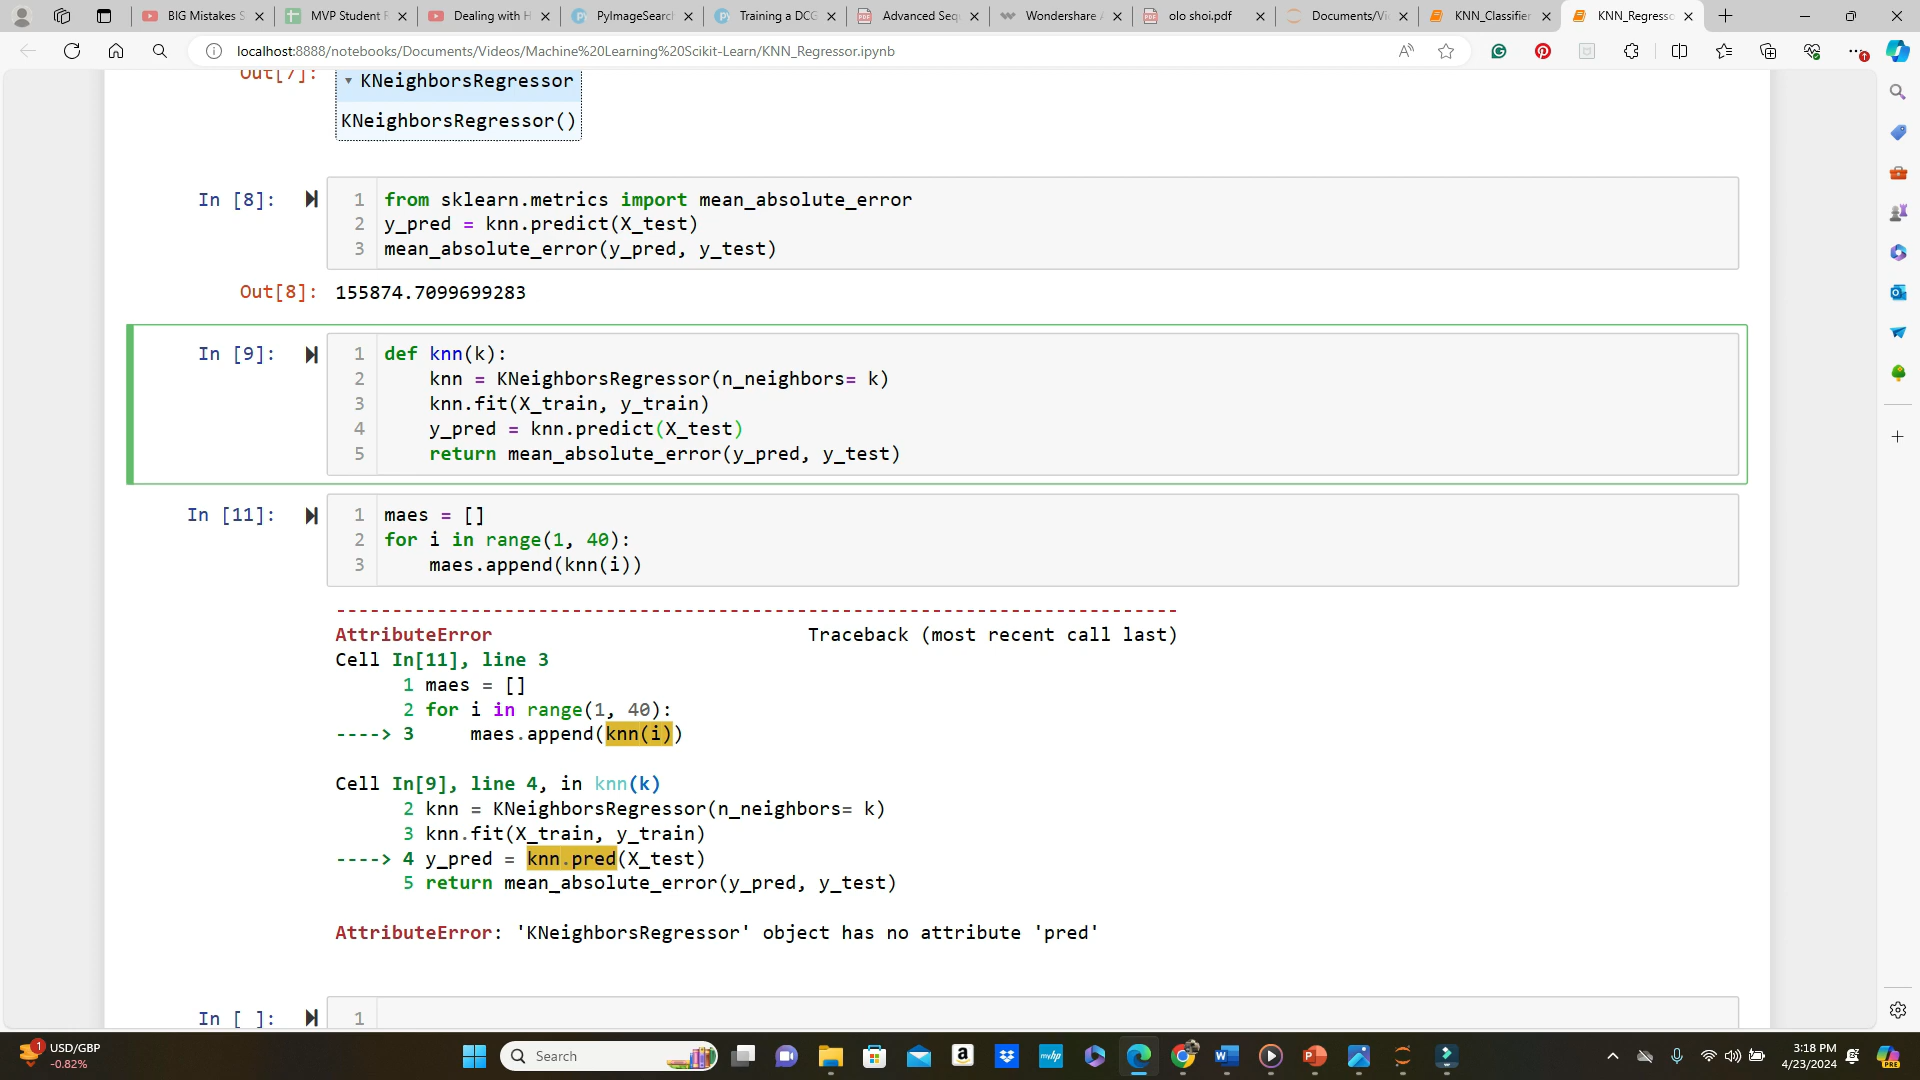 BIG Mistakes S
MVP Student F
Dealing with H
PyImageSearc
Training a DCG
Advanced Seq
Wondershare
olo shoi.pdf
Documents/Vi
KNN_Classifier
KNN_Regress
localhost:8888/notebooks/Documents/Videos/Machine%20Learning%20Scikit-Learn/KNN_Regressor.ipynb
Out[7]:
KNeighborsRegressor
KNeighborsRegressor()
In [8]:
1 from sklearn.metrics import mean_absolute_error
2 y_pred = knn.predict(X_test)
3 mean_absolute_error(y_pred, y_test)
Out[8]: 155874.7099699283
In [9]:
1 def knn(k):
2 knn = KNeighborsRegressor(n_neighbors= k)
3 knn.fit(X_train, y_train)
4 y_pred = knn.predict(X_test)
5 return mean_absolute_error(y_pred, y_test)
In [11]:
1 maes = []
2 for i in range(1, 40):
3 maes.append(knn(i))
---------------------------------------------------------------------------
AttributeError Traceback (most recent call last)
Cell In[11], line 3
1 maes = []
2 for i in range(1, 40):
----> 3 maes.append(knn(i))
Cell In[9], line 4, in knn(k)
2 knn = KNeighborsRegressor(n_neighbors= k)
3 knn.fit(X_train, y_train)
----> 4 y_pred = knn.pred(X_test)
5 return mean_absolute_error(y_pred, y_test)
AttributeError: 'KNeighborsRegressor' object has no attribute 'pred'
In [ ]:
1
1 USD/GBP
-0.82%
Search
3:18 PM
4/23/2024